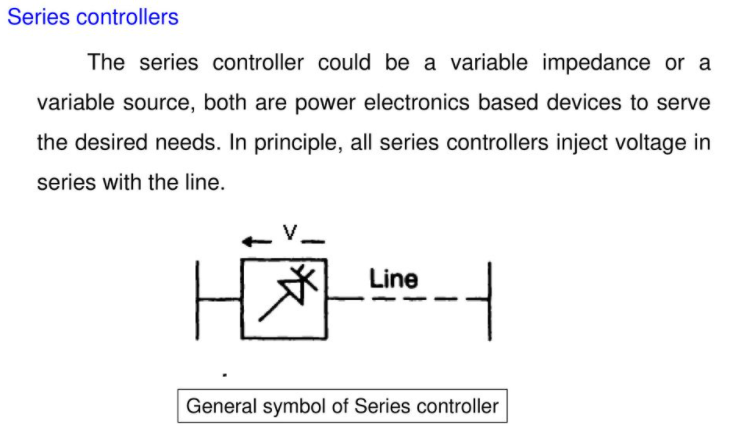 Series controllers
The series controller could be a variable impedance or a
variable source, both are power electronics based devices to serve
the desired needs. In principle, all series controllers inject voltage in
series with the line.
V
Line
General symbol of Series controller